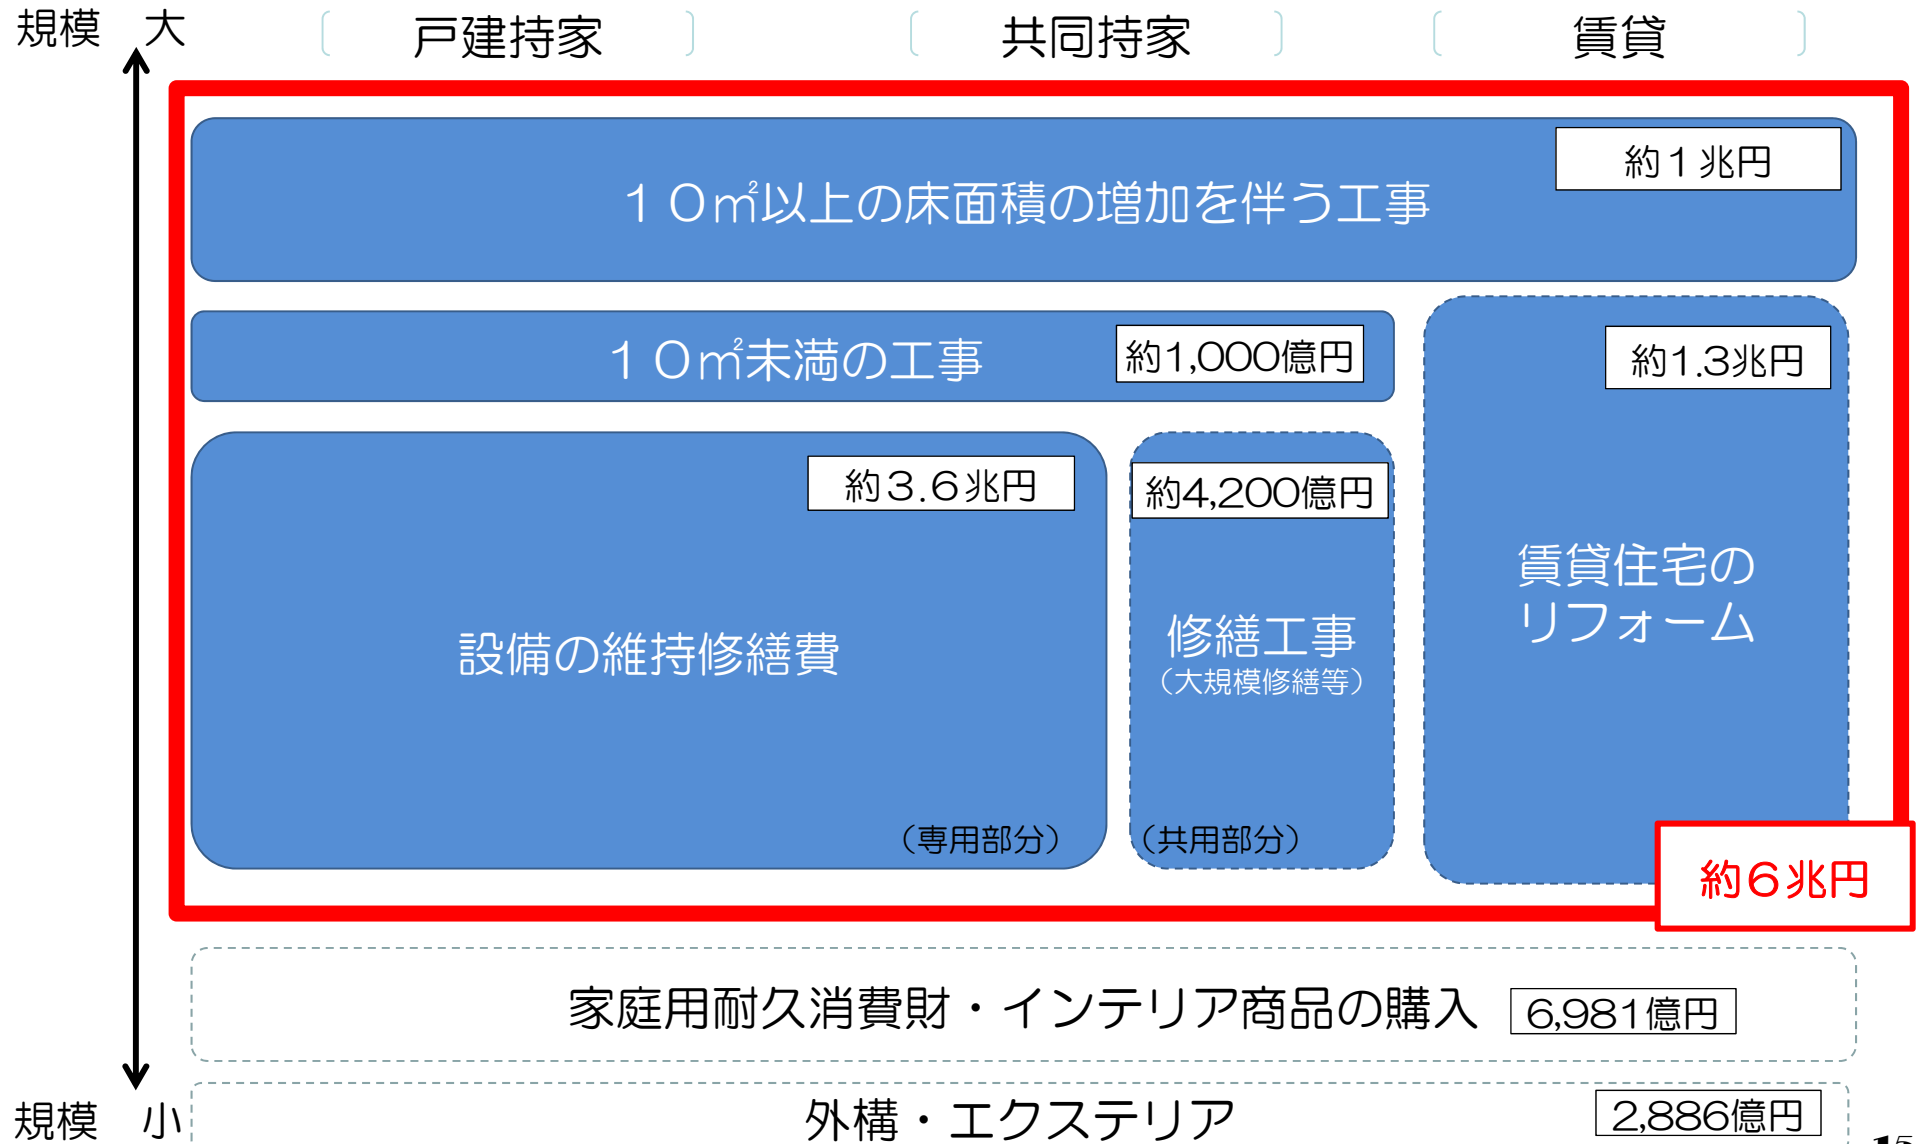 規模　大
戸建持家
共同持家
賃貸
約１兆円
１０㎡以上の床面積の増加を伴う工事
１０㎡未満の工事
約1,000億円
約1.3兆円
約３.６兆円
約4,200億円
設備の維持修繕費
修繕工事
（大規模修繕等）
賃貸住宅の
リフォーム
（専用部分）
（共用部分）
約６兆円
家庭用耐久消費財・インテリア商品の購入
6,981億円
規模　小
外構・エクステリア
2,886億円